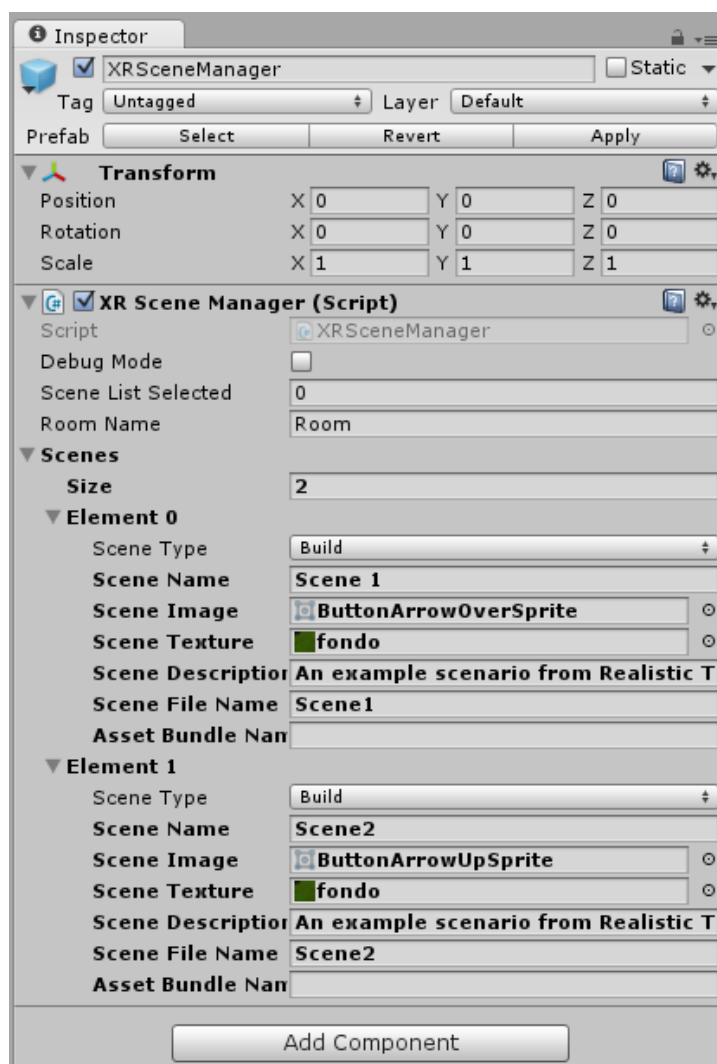 Inspector
XRSceneManager Static
Tag Untagged Layer Default
Prefab Select Revert Apply
Transform
Position X 0 Y 0 Z 0
Rotation X 0 Y 0 Z 0
Scale X 1 Y 1 Z 1
XR Scene Manager (Script)
Script XRSceneManager
Debug Mode
Scene List Selected 0
Room Name Room
Scenes
Size 2
Element 0
Scene Type Build
Scene Name Scene 1
Scene Image ButtonArrowOverSprite
Scene Texture fondo
Scene Description An example scenario from Realistic T
Scene File Name Scene1
Asset Bundle Nam
Element 1
Scene Type Build
Scene Name Scene2
Scene Image ButtonArrowUpSprite
Scene Texture fondo
Scene Description An example scenario from Realistic T
Scene File Name Scene2
Asset Bundle Nam
Add Component